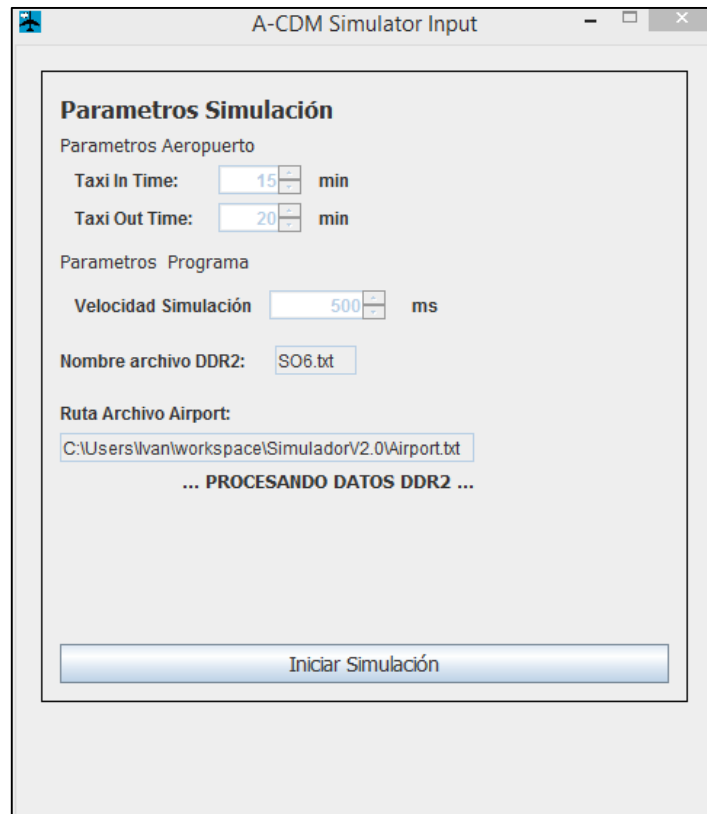 A-CDM Simulator Input
Parametros Simulación
Parametros Aeropuerto
Taxi In Time: 15 min
Taxi Out Time: 20 min
Parametros Programa
Velocidad Simulación 500 ms
Nombre archivo DDR2: SO6.txt
Ruta Archivo Airport:
C:\Users\Ivan\workspace\SimuladorV2.0\Airport.txt
... PROCESANDO DATOS DDR2 ...
Iniciar Simulación